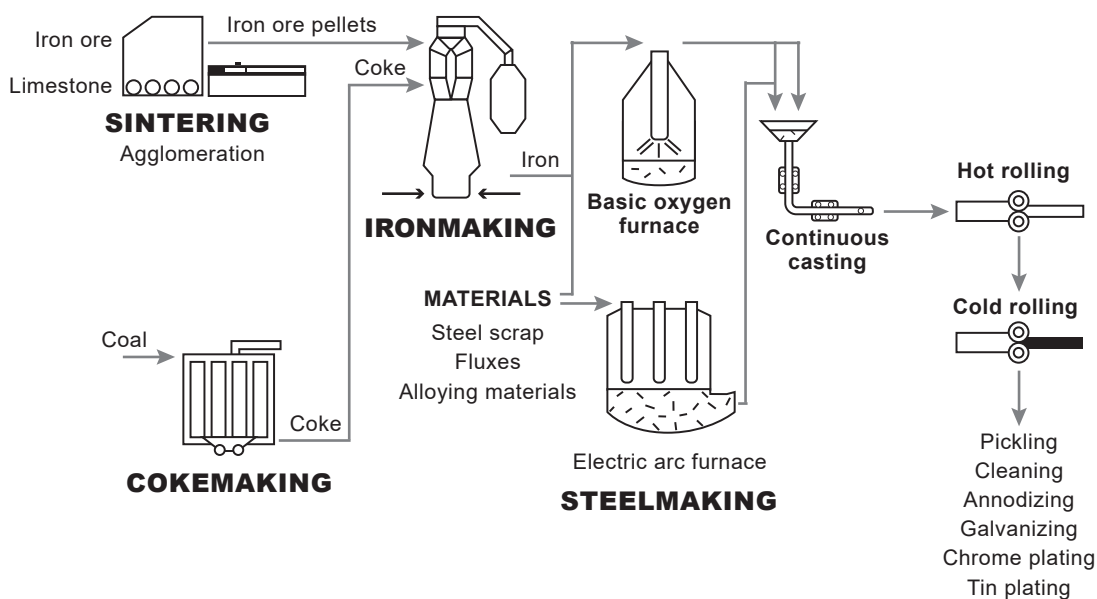 Iron ore
Limestone
Iron ore pellets
Coke
SINTERING
Agglomeration
Iron
IRONMAKING
Coal
Coke
COKEMAKING
MATERIALS
Steel scrap
Fluxes
Alloying materials
Basic oxygen
furnace
Electric arc furnace
STEELMAKING
Continuous
casting
Hot rolling
Cold rolling
Pickling
Cleaning
Annodizing
Galvanizing
Chrome plating
Tin plating